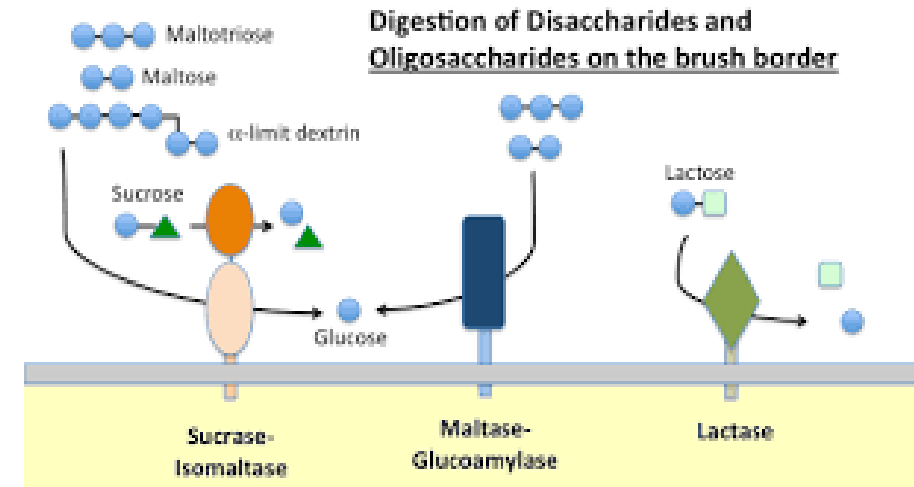 Digestion of Disaccharides and
Oligosaccharides on the brush border
Maltotriose
Maltose
α-limit dextrin
Sucrose
Lactose
Glucose
Sucrase-
Isomaltase
Maltase-
Glucoamylase
Lactase